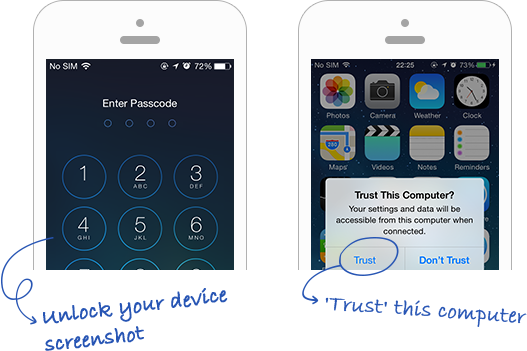 No SIM 72%
Enter Passcode
1
2
ABC
3
DEF
4
GHI
5
JKL
6
MNO
Unlock your device
screenshot
No SIM 22:25 73%
Photos Camera Weather Clock
Maps Videos Notes Reminders
280
Trust This Computer?
Your settings and data will be
accessible from this computer when
connected.
Trust Don't Trust
'Trust' this computer